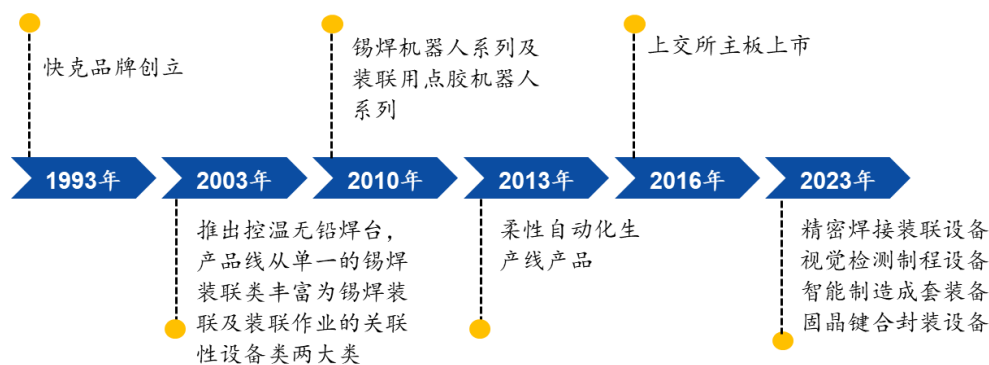 快克品牌创立
锡焊机器人系列及
装联用点胶机器人
系列
上交所主板上市
1993年
2003年
2010年
2013年
2016年
2023年
推出控温无铅焊台，
产品线从单一的锡焊
装联类丰富为锡焊装
联及装联作业的关联
性设备类两大类
柔性自动化生
产线产品
精密焊接装联设备
视觉检测制程设备
智能制造成套装备
固晶键合封装设备